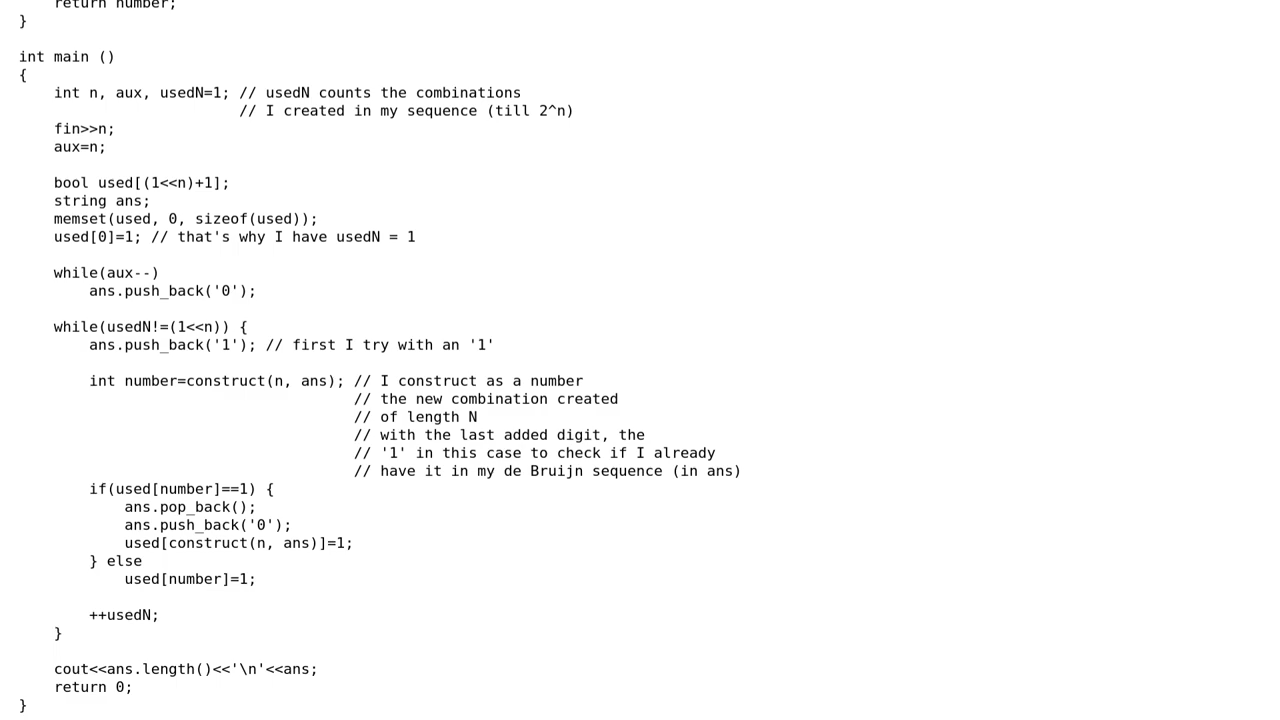 return number;
}

int main ()
{
    int n, aux, usedN=1; // usedN counts the combinations
                         // I created in my sequence (till 2^n)
    fin>>n;
    aux=n;

    bool used[(1<<n)+1];
    string ans;
    memset(used, 0, sizeof(used));
    used[0]=1; // that's why I have usedN = 1

    while(aux--)
        ans.push_back('0');

    while(usedN!=(1<<n)) {
        ans.push_back('1'); // first I try with an '1'

        int number=construct(n, ans); // I construct as a number
                                      // the new combination created
                                      // of length N
                                      // with the last added digit, the
                                      // '1' in this case to check if I already
                                      // have it in my de Bruijn sequence (in ans)
        if(used[number]==1) {
            ans.pop_back();
            ans.push_back('0');
            used[construct(n, ans)]=1;
        } else
            used[number]=1;

        ++usedN;
    }

    cout<<ans.length()<<'\n'<<ans;
    return 0;
}